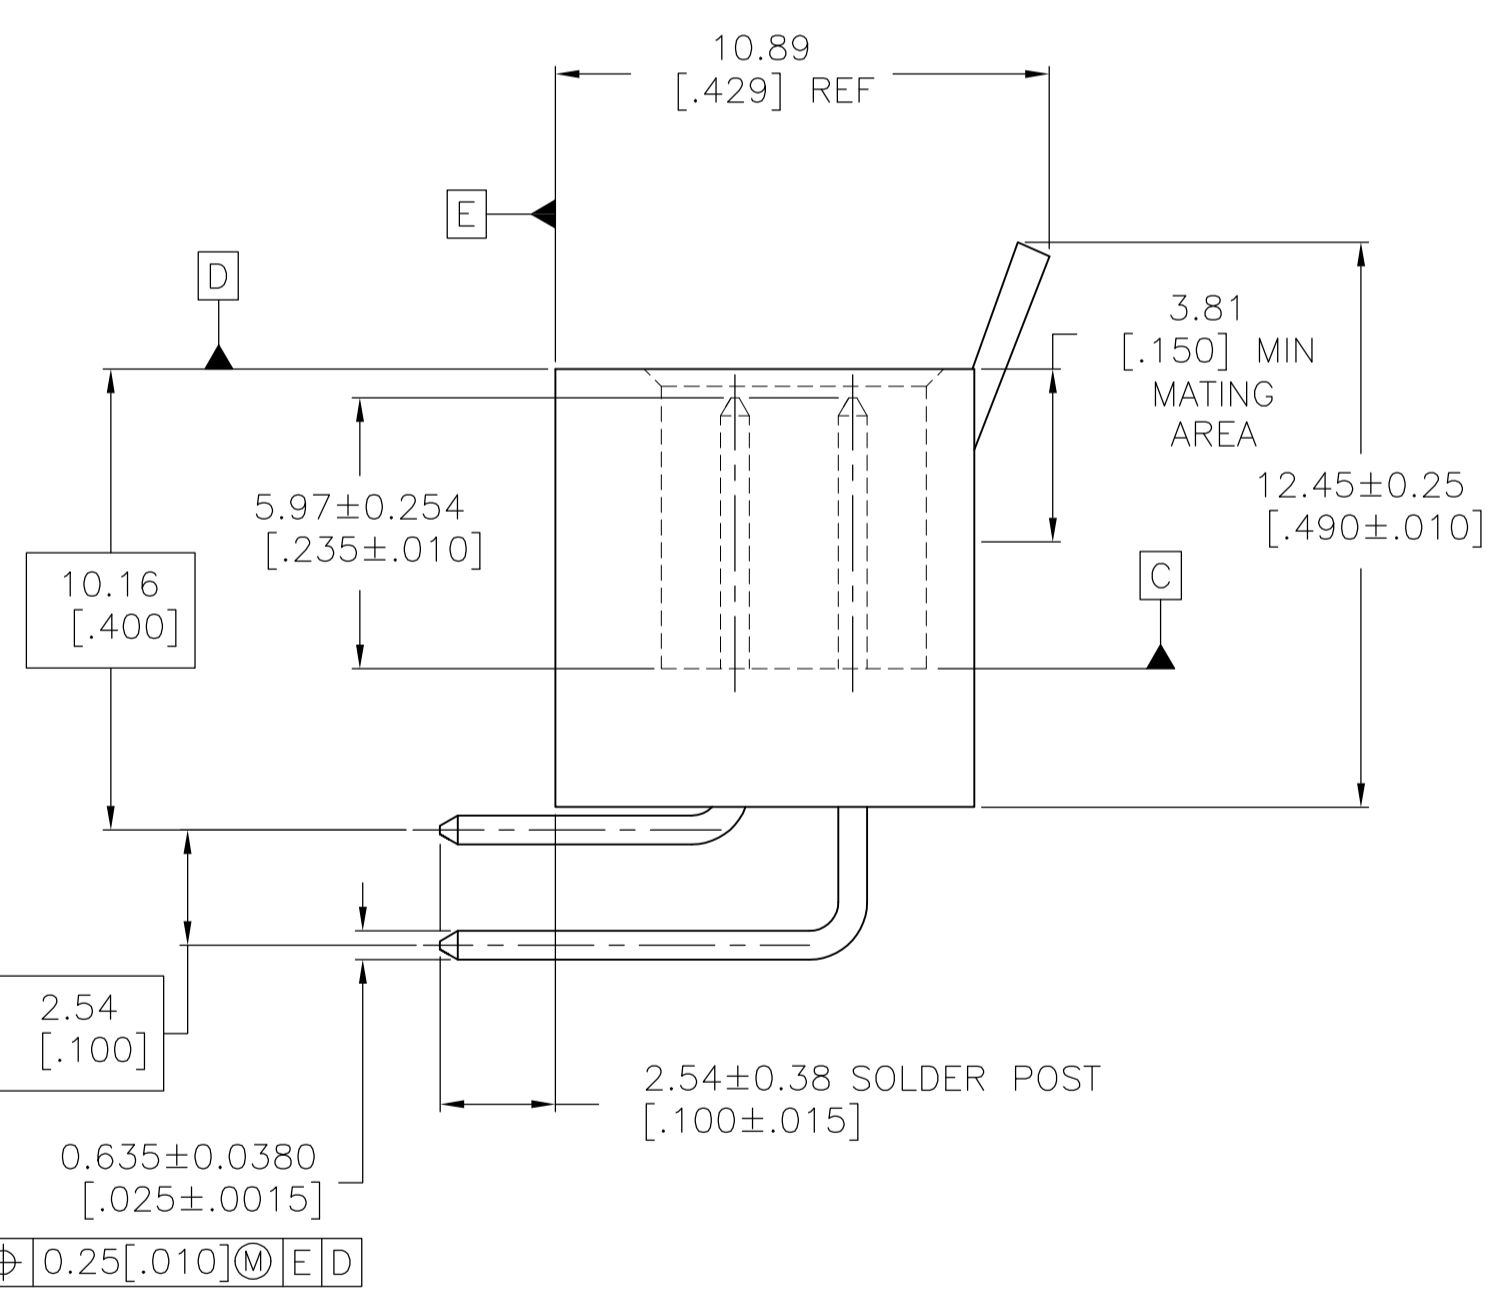 10.89
[.429] REF
E
D
3.81
[.150] MIN
MATING
AREA
5.97±0.254
[.235±.010]
12.45±0.25
[.490±.010]
10.16
[.400]
C
2.54
[.100]
2.54±0.38 SOLDER POST
[.100±.015]
0.635±0.0380
[.025±.0015]
⌖ 0.25[.010]Ⓜ E D